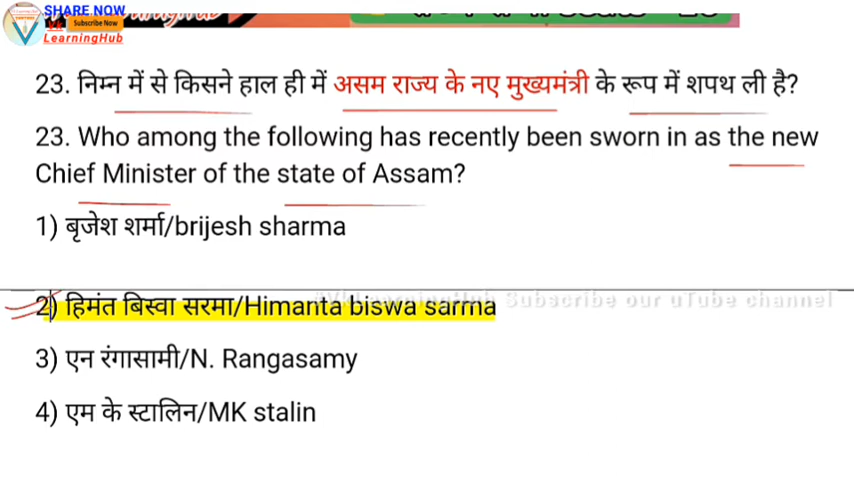 SHARE NOW
Subscribe Now
Vk
LearningHub
23. निम्न में से किसने हाल ही में असम राज्य के नए मुख्यमंत्री के रूप में शपथ ली है?
23. Who among the following has recently been sworn in as the new
Chief Minister of the state of Assam?
1) बृजेश शर्मा/brijesh sharma
#VkLearningHub Subscribe our uTube channel
2) हिमंत बिस्वा सरमा/Himanta biswa sarma
3) एन रंगासामी/N. Rangasamy
4) एम के स्टालिन/MK stalin